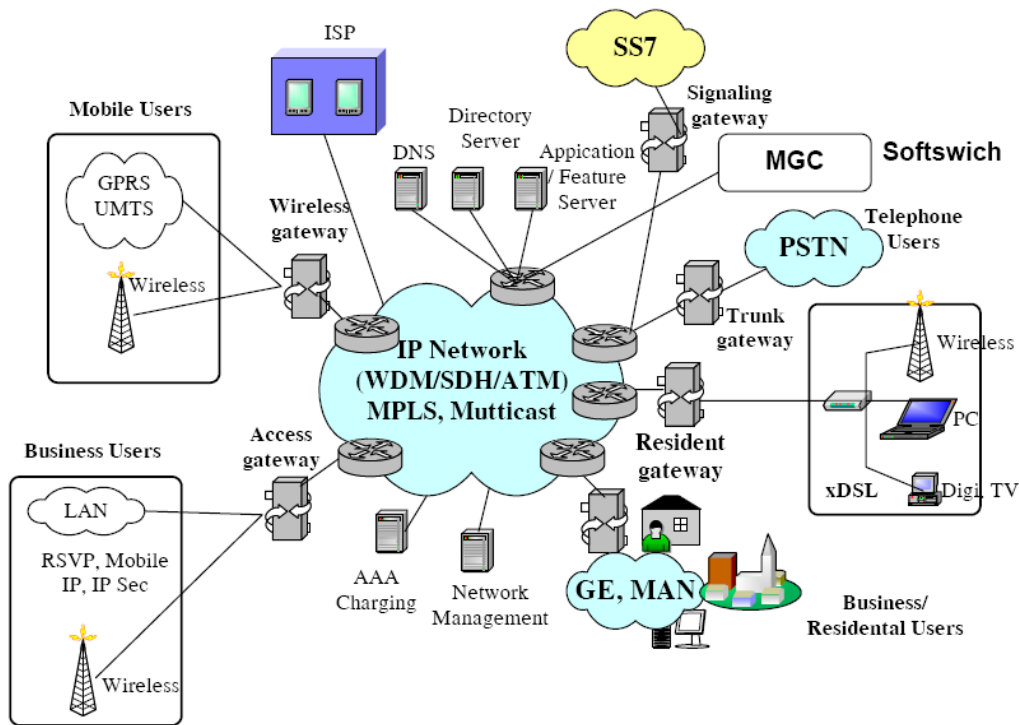 ISP
SS7
Mobile Users
Signaling
gateway
Directory
Server
DNS
Appication
/ Feature
Server
MGC
Softswich
GPRS
UMTS
Wireless
gateway
Telephone
Users
PSTN
Wireless
Trunk
gateway
Wireless
IP Network
(WDM/SDH/ATM)
MPLS, Mutticast
PC
Access
gateway
Resident
gateway
Business Users
xDSL
Digi, TV
LAN
RSVP, Mobile
IP, IP Sec
AAA
Charging
Network
Management
GE, MAN
Business/
Residental Users
Wireless